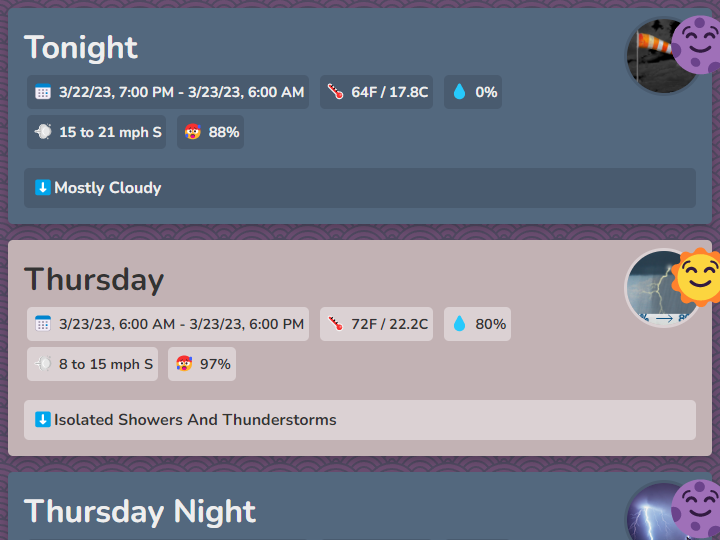 Tonight
3/22/23, 7:00 PM - 3/23/23, 6:00 AM
64F / 17.8C
0%
15 to 21 mph S
88%
Mostly Cloudy
Thursday
3/23/23, 6:00 AM - 3/23/23, 6:00 PM
72F / 22.2C
80%
8 to 15 mph S
97%
Isolated Showers And Thunderstorms
Thursday Night